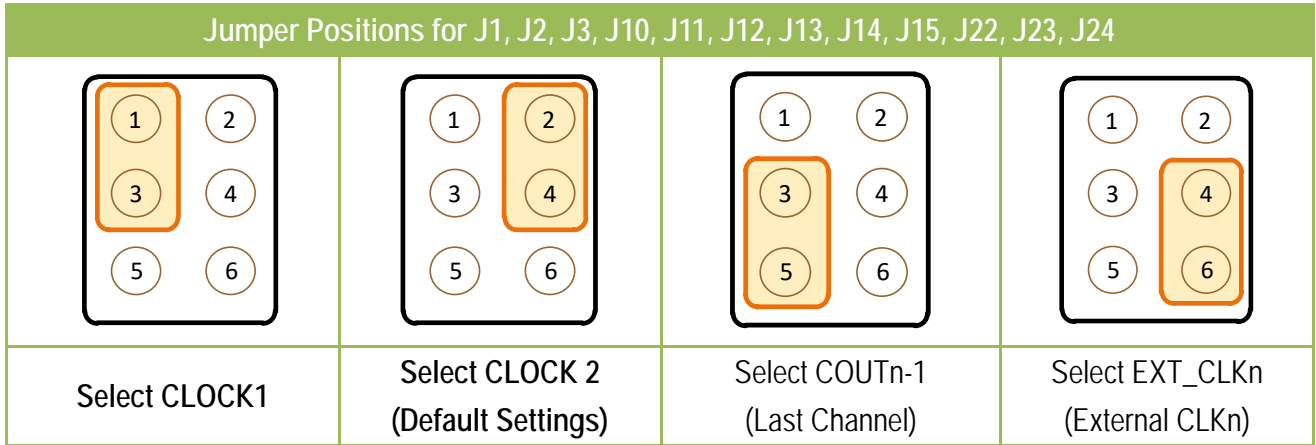 Jumper Positions for J1, J2, J3, J10, J11, J12, J13, J14, J15, J22, J23, J24
1 2
3 4
5 6
1 2
3 4
5 6
1 2
3 4
5 6
1 2
3 4
5 6
Select CLOCK1
Select CLOCK 2
(Default Settings)
Select COUTn-1
(Last Channel)
Select EXT_CLKn
(External CLKn)